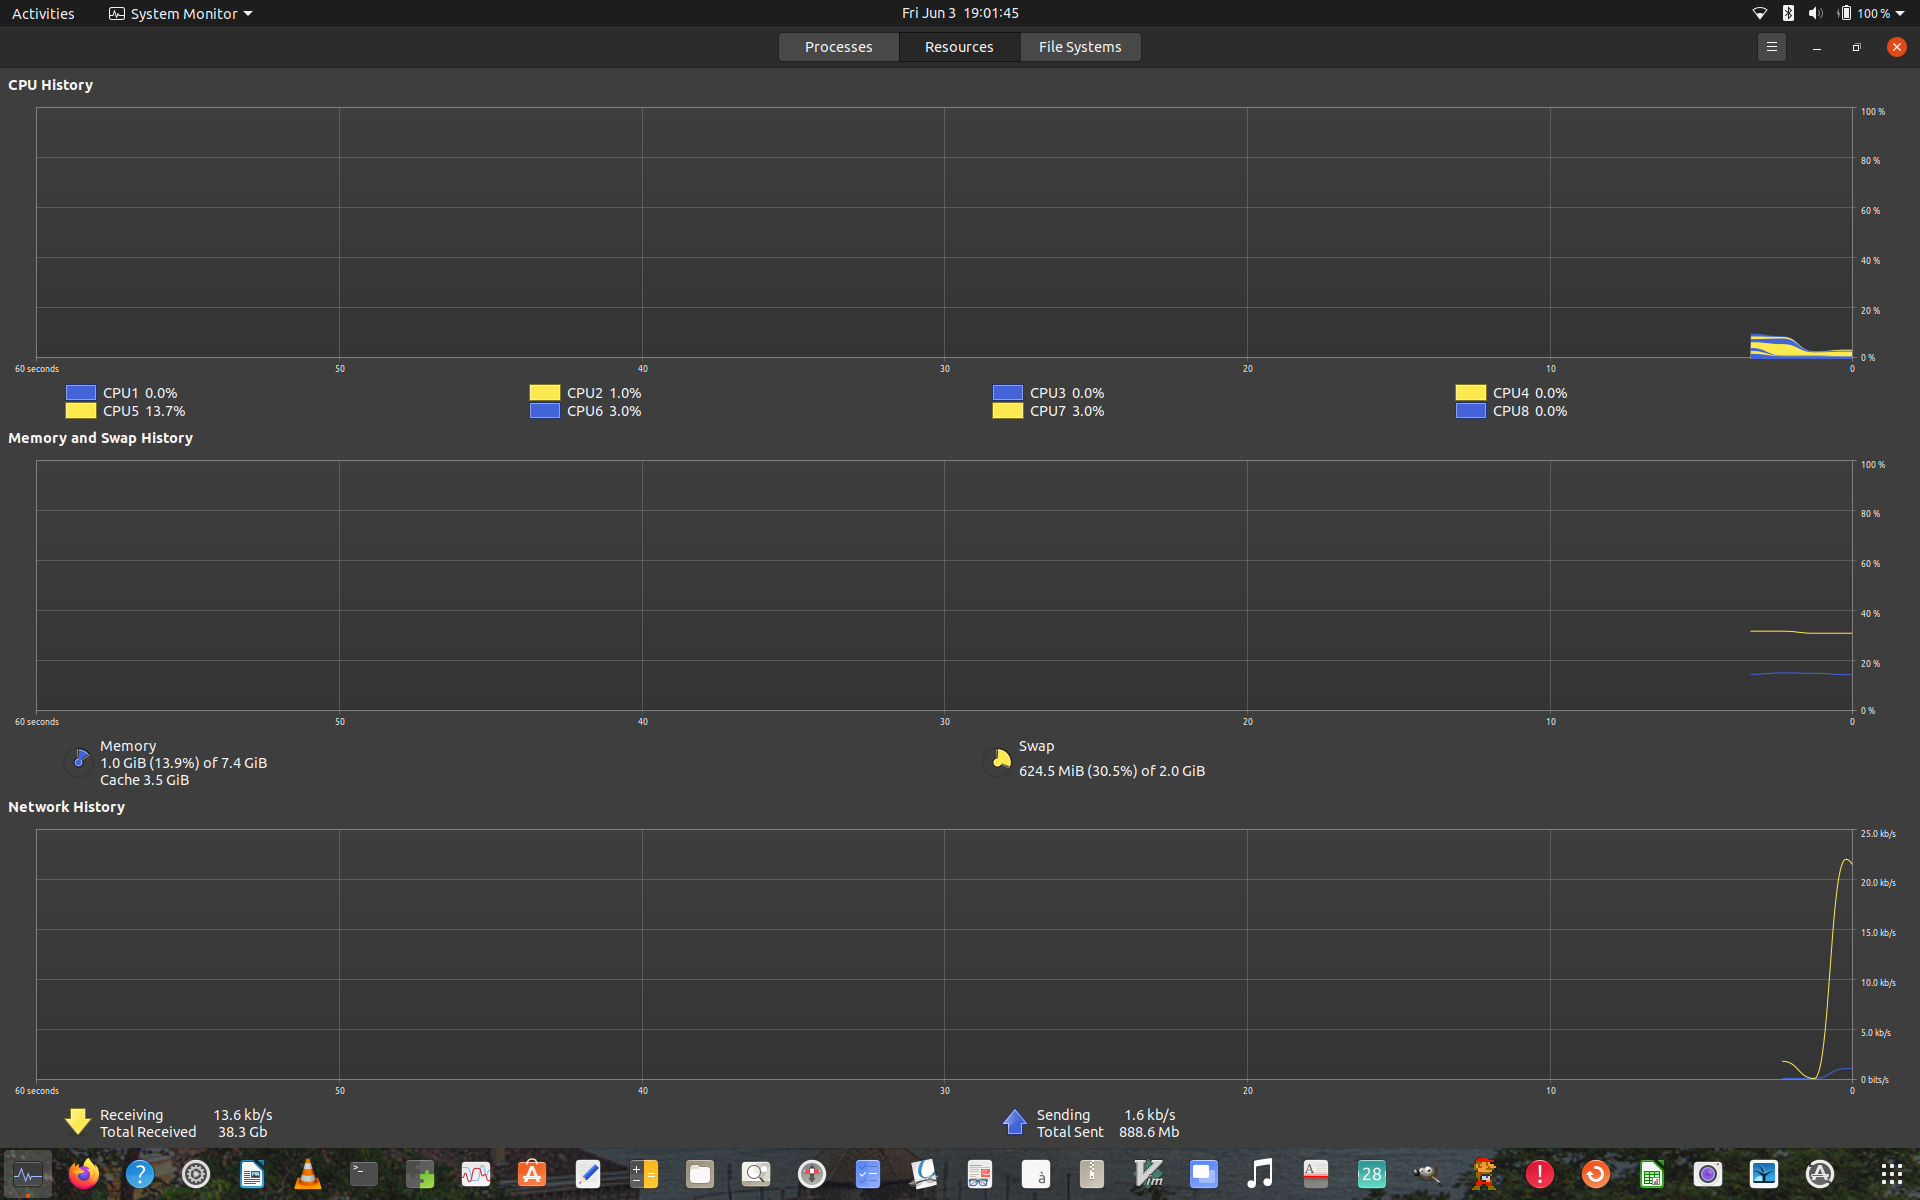 Activities System Monitor Fri Jun 3 19:01:45 100 %
Processes Resources File Systems
CPU History
100 %
80 %
60 %
40 %
20 %
0 %
60 seconds 50 40 30 20 10 0
CPU1 0.0% CPU2 1.0% CPU3 0.0% CPU4 0.0%
CPU5 13.7% CPU6 3.0% CPU7 3.0% CPU8 0.0%
Memory and Swap History
100 %
80 %
60 %
40 %
20 %
0 %
60 seconds 50 40 30 20 10 0
Memory
1.0 GiB (13.9%) of 7.4 GiB
Cache 3.5 GiB
Swap
624.5 MiB (30.5%) of 2.0 GiB
Network History
25.0 kb/s
20.0 kb/s
15.0 kb/s
10.0 kb/s
5.0 kb/s
0 bits/s
60 seconds 50 40 30 20 10 0
Receiving 13.6 kb/s
Total Received 38.3 Gb
Sending 1.6 kb/s
Total Sent 888.6 Mb
? >_ à Vim A 28 !